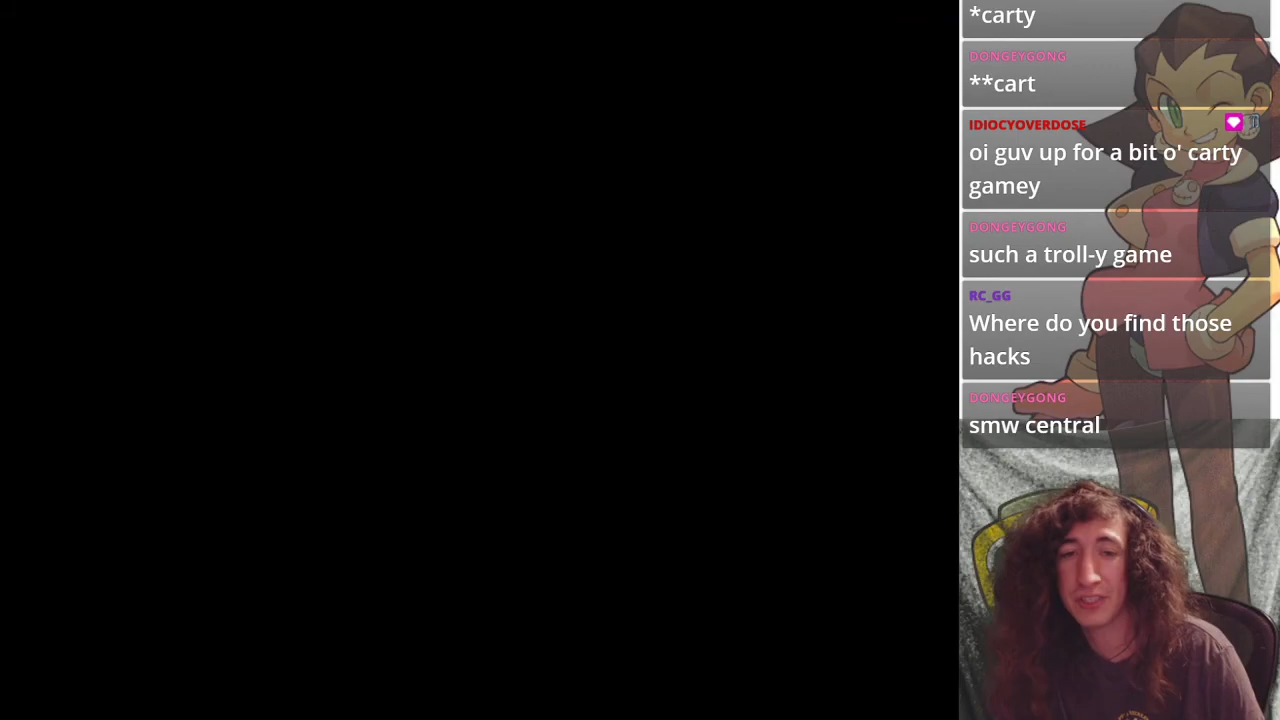 *carty
DONGEYGONG
**cart
IDIOCYOVERDOSE
oi guv up for a bit o' carty
gamey
DONGEYGONG
such a troll-y game
RC_GG
Where do you find those
hacks
DONGEYGONG
smw central